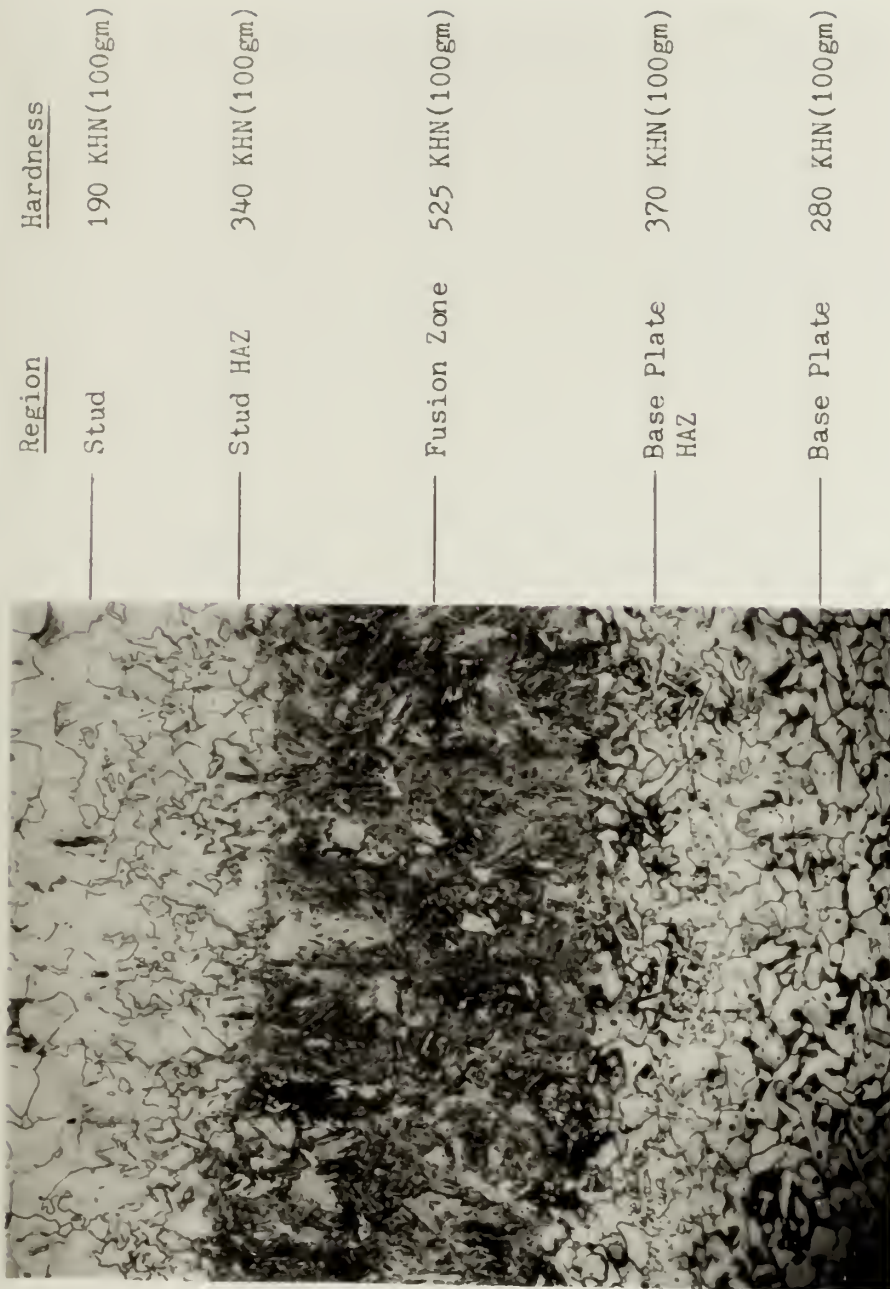 Region Hardness
Stud 190 KHN(100gm)
Stud HAZ 340 KHN(100gm)
Fusion Zone 525 KHN(100gm)
Base Plate 370 KHN(100gm)
HAZ
Base Plate 280 KHN(100gm)